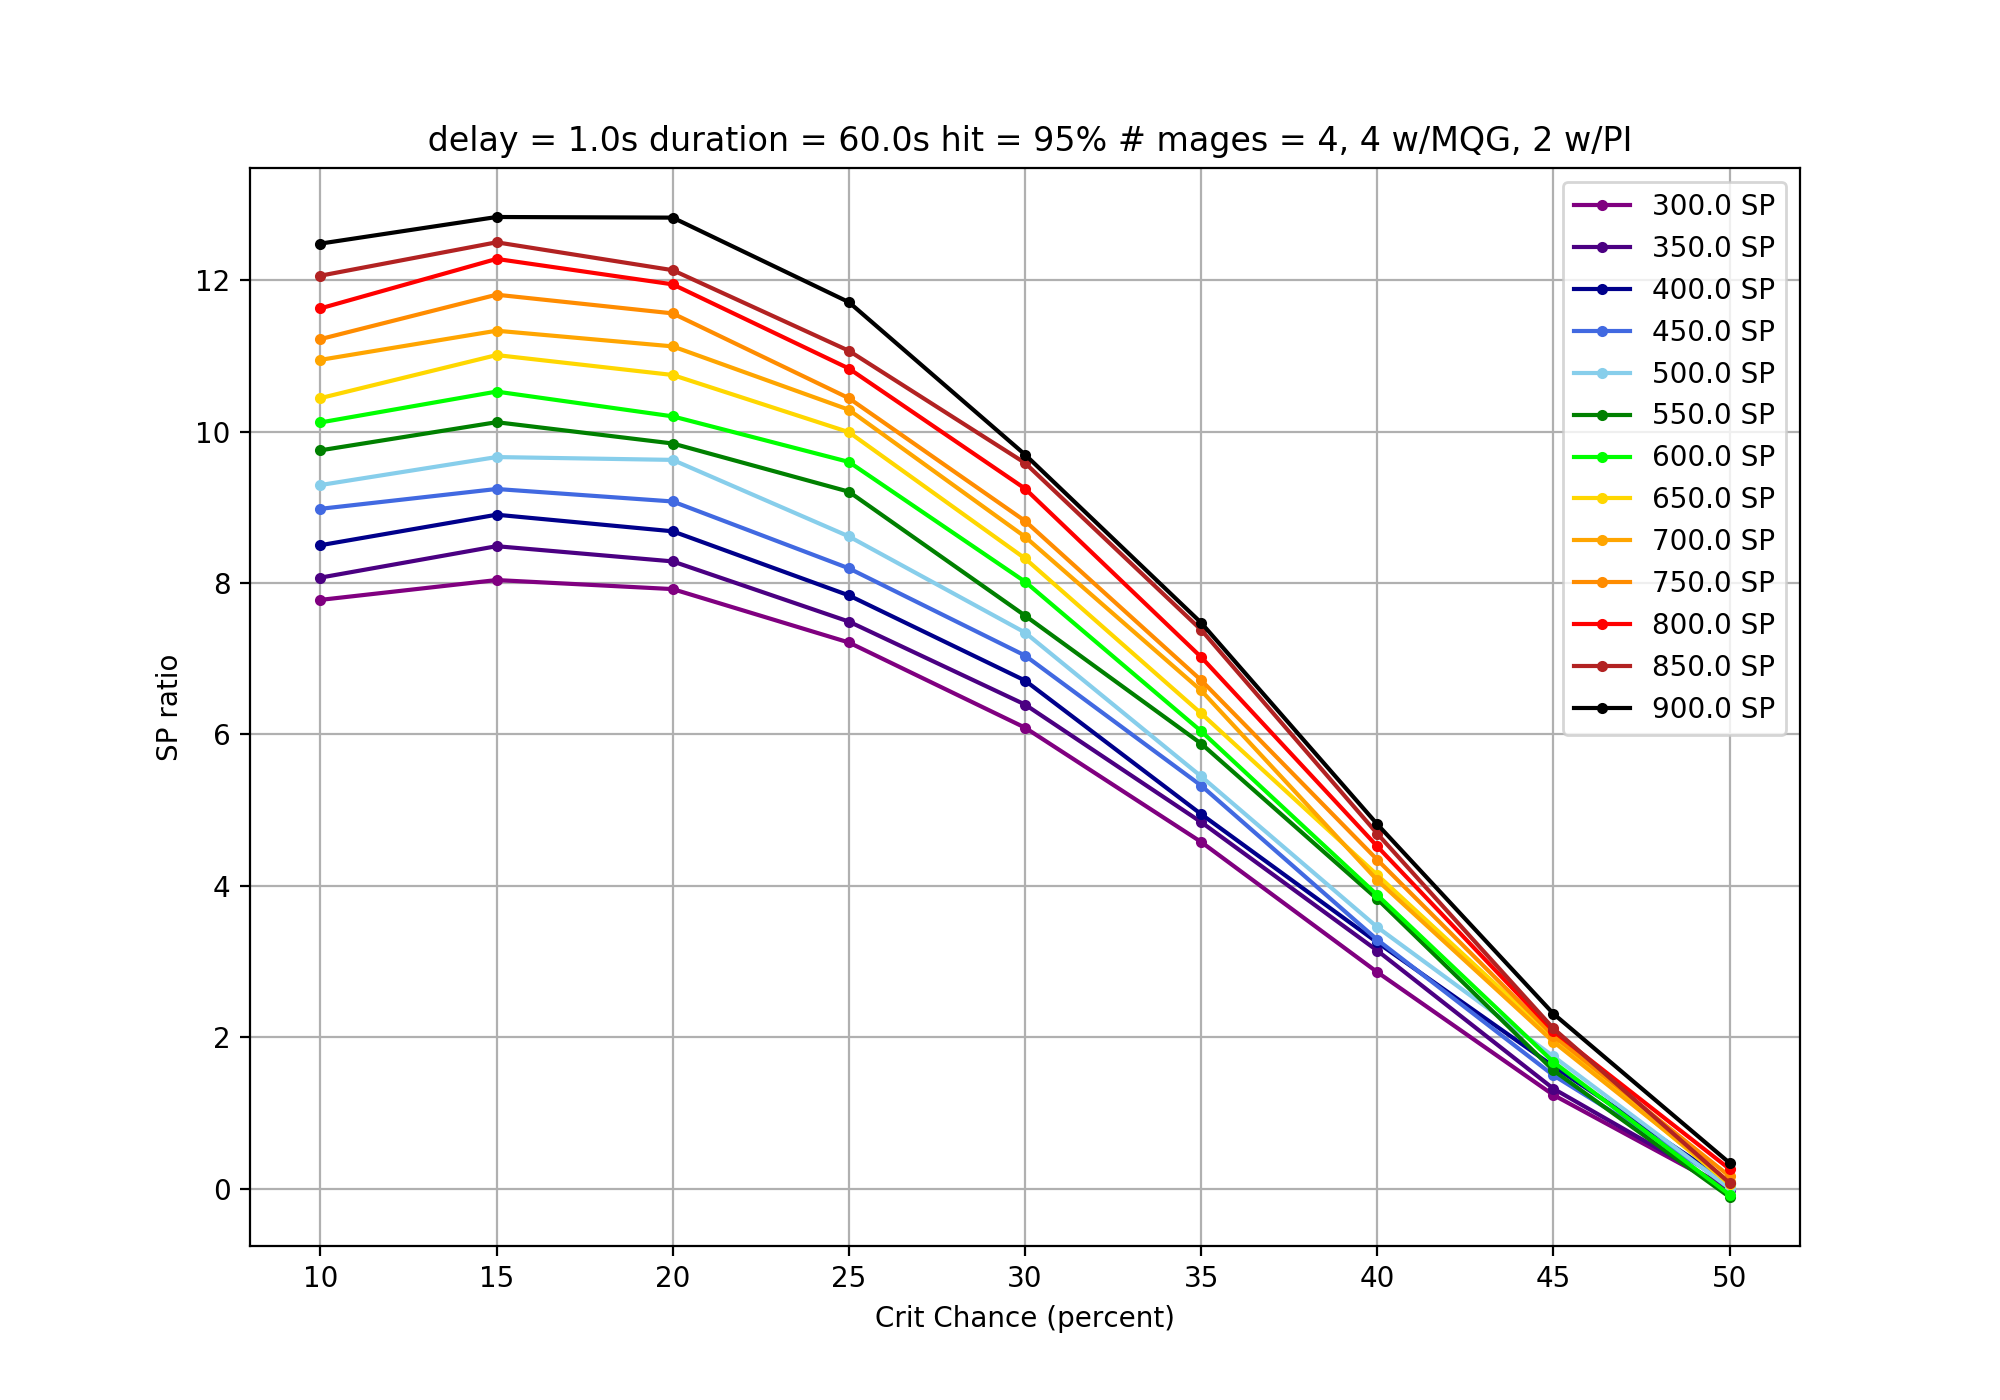 delay = 1.0s duration = 60.0s hit = 95% # mages = 4, 4 w/MQG, 2 w/PI
300.0 SP
350.0 SP
400.0 SP
450.0 SP
500.0 SP
550.0 SP
600.0 SP
650.0 SP
700.0 SP
750.0 SP
800.0 SP
850.0 SP
900.0 SP
SP ratio
12
10
8
6
4
2
0
10 15 20 25 30 35 40 45 50
Crit Chance (percent)